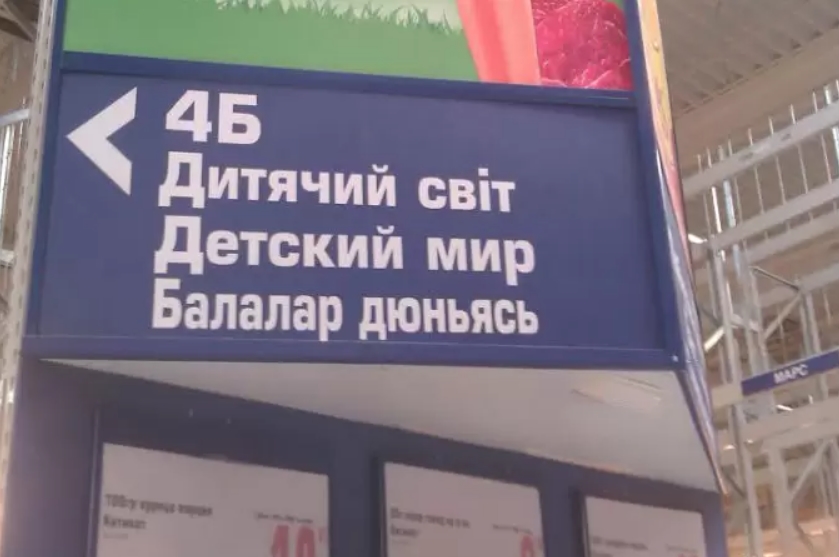 4Б
Дитячий світ
Детский мир
Балалар дюньясь
МАРС